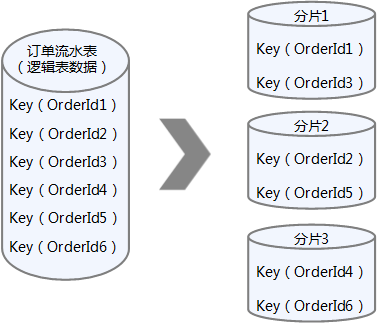 订单流水表
（逻辑表数据）
Key（OrderId1）
Key（OrderId2）
Key（OrderId3）
Key（OrderId4）
Key（OrderId5）
Key（OrderId6）
分片1
Key（OrderId1）
Key（OrderId3）
分片2
Key（OrderId2）
Key（OrderId5）
分片3
Key（OrderId4）
Key（OrderId6）